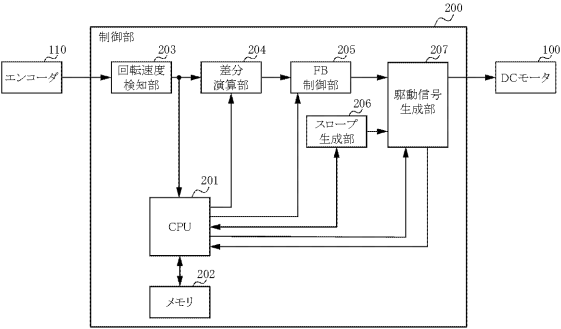 200
制御部
110
エンコーダ
203
回転速度
検知部
204
差分
演算部
205
FB
制御部
207
駆動信号
生成部
100
DCモータ
206
スロープ
生成部
201
CPU
202
メモリ